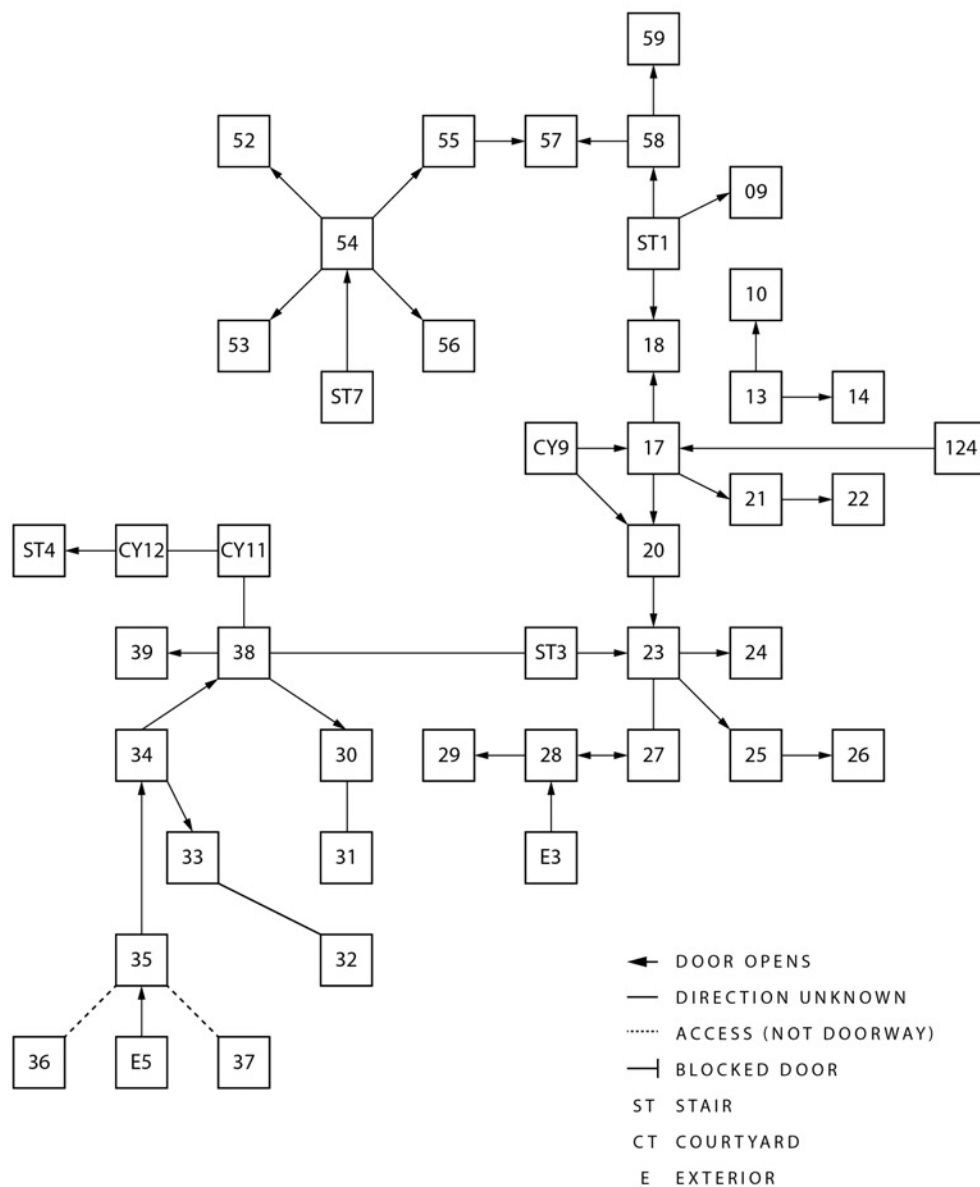 59
52 55 57 58
09
54 ST1
10
53 56 18
ST7 13 14
CY9 17 124
21 22
ST4 CY12 CY11 20
39 38 ST3 23 24
34 30 29 28 27 25 26
33 31 E3
35 32
36 E5 37
DOOR OPENS
DIRECTION UNKNOWN
ACCESS (NOT DOORWAY)
BLOCKED DOOR
ST STAIR
CT COURTYARD
E EXTERIOR